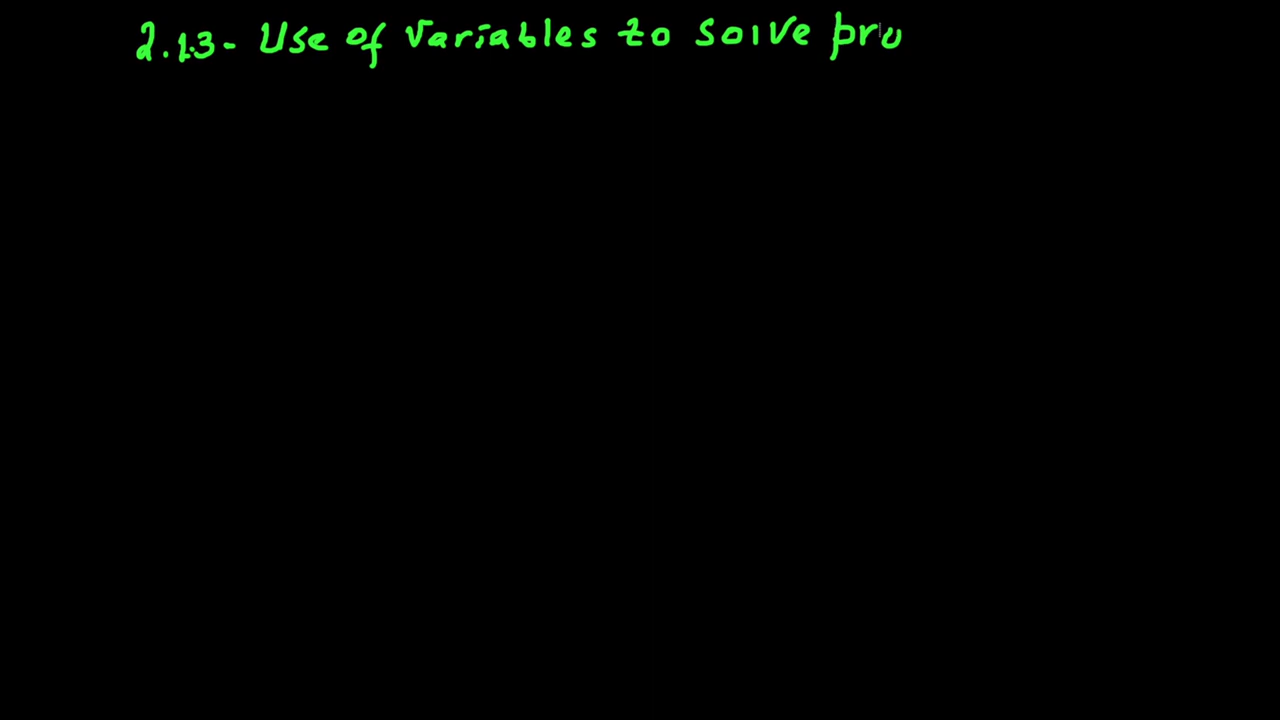 2.1.3- Use of variables to solve pro